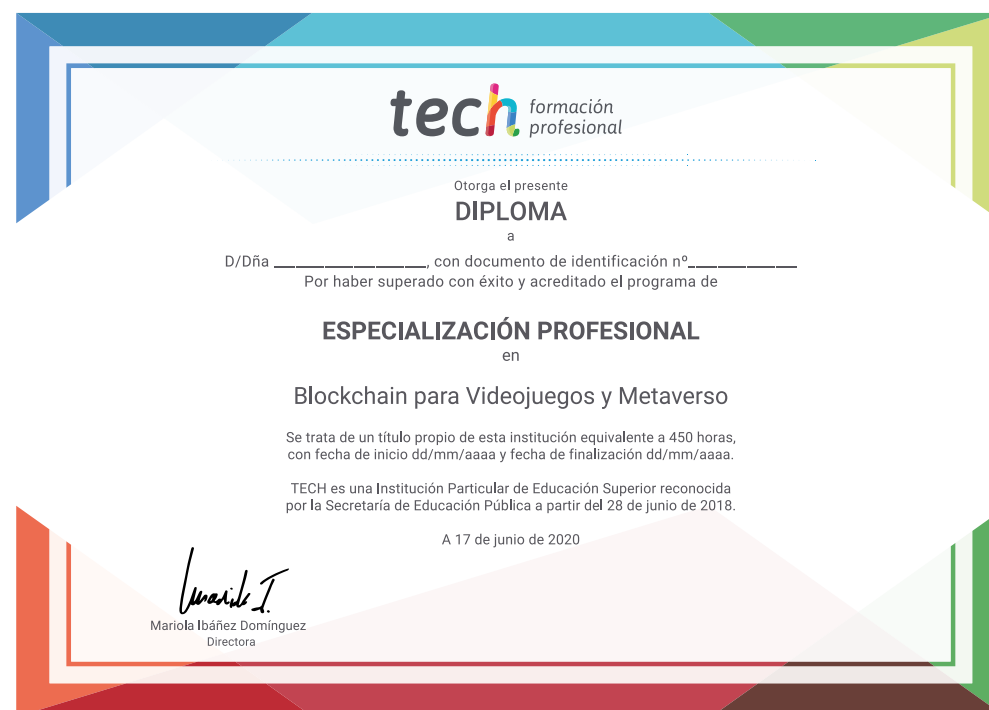 tech formación
profesional
Otorga el presente
DIPLOMA
a
D/Dña ________________, con documento de identificación nº____________
Por haber superado con éxito y acreditado el programa de
ESPECIALIZACIÓN PROFESIONAL
en
Blockchain para Videojuegos y Metaverso
Se trata de un título propio de esta institución equivalente a 450 horas,
con fecha de inicio dd/mm/aaaa y fecha de finalización dd/mm/aaaa.
TECH es una Institución Particular de Educación Superior reconocida
por la Secretaría de Educación Pública a partir del 28 de junio de 2018.
A 17 de junio de 2020
Mariola Ibáñez Domínguez
Directora